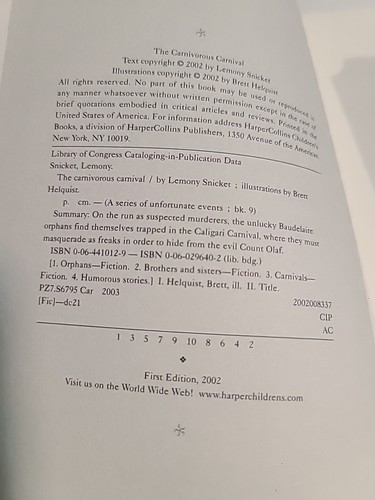 The Carnivorous Carnival
Text copyright © 2002 by Lemony Snicket
Illustrations copyright © 2002 by Brett Helquist
All rights reserved. No part of this book may be used or reproduced in
any manner whatsoever without written permission except in the case of
brief quotations embodied in critical articles and reviews. Printed in the
United States of America. For information address HarperCollins Children's
Books, a division of HarperCollins Publishers, 1350 Avenue of the Americas,
New York, NY 10019.
Library of Congress Cataloging-in-Publication Data
Snicket, Lemony.
The carnivorous carnival / by Lemony Snicket ; illustrations by Brett
Helquist.
p. cm. — (A series of unfortunate events ; bk. 9)
Summary: On the run as suspected murderers, the unlucky Baudelaire
orphans find themselves trapped in the Caligari Carnival, where they must
masquerade as freaks in order to hide from the evil Count Olaf.
ISBN 0-06-441012-9 — ISBN 0-06-029640-2 (lib. bdg.)
[1. Orphans—Fiction. 2. Brothers and sisters—Fiction. 3. Carnivals—
Fiction. 4. Humorous stories.] I. Helquist, Brett, ill. II. Title.
PZ7.S6795 Car 2003 2002008337
[Fic]—dc21 CIP
AC
1 3 5 7 9 10 8 6 4 2
First Edition, 2002
Visit us on the World Wide Web! www.harperchildrens.com